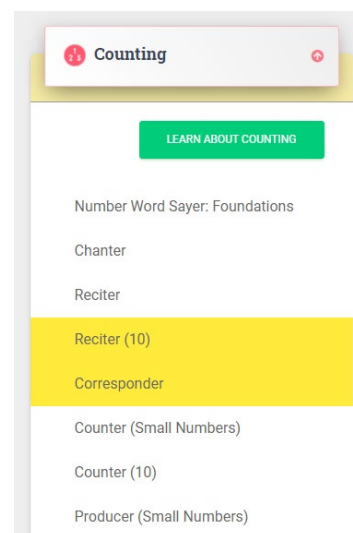 Counting
LEARN ABOUT COUNTING
Number Word Sayer: Foundations
Chanter
Reciter
Reciter (10)
Corresponder
Counter (Small Numbers)
Counter (10)
Producer (Small Numbers)